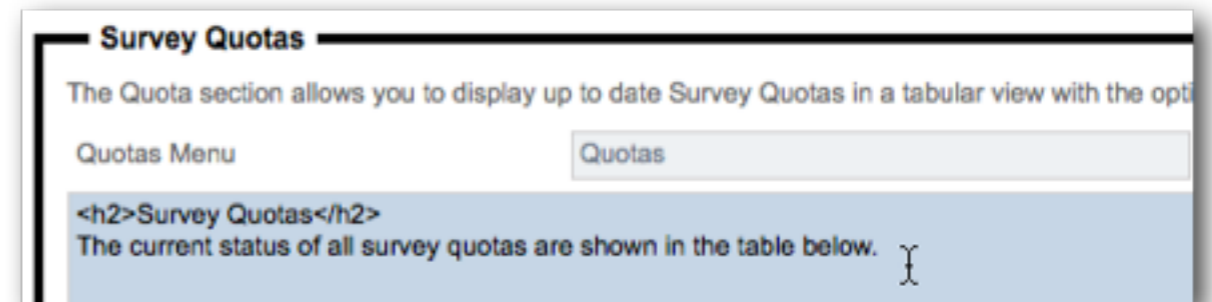 Survey Quotas
The Quota section allows you to display up to date Survey Quotas in a tabular view with the opti
Quotas Menu
Quotas
<h2>Survey Quotas</h2>
The current status of all survey quotas are shown in the table below.